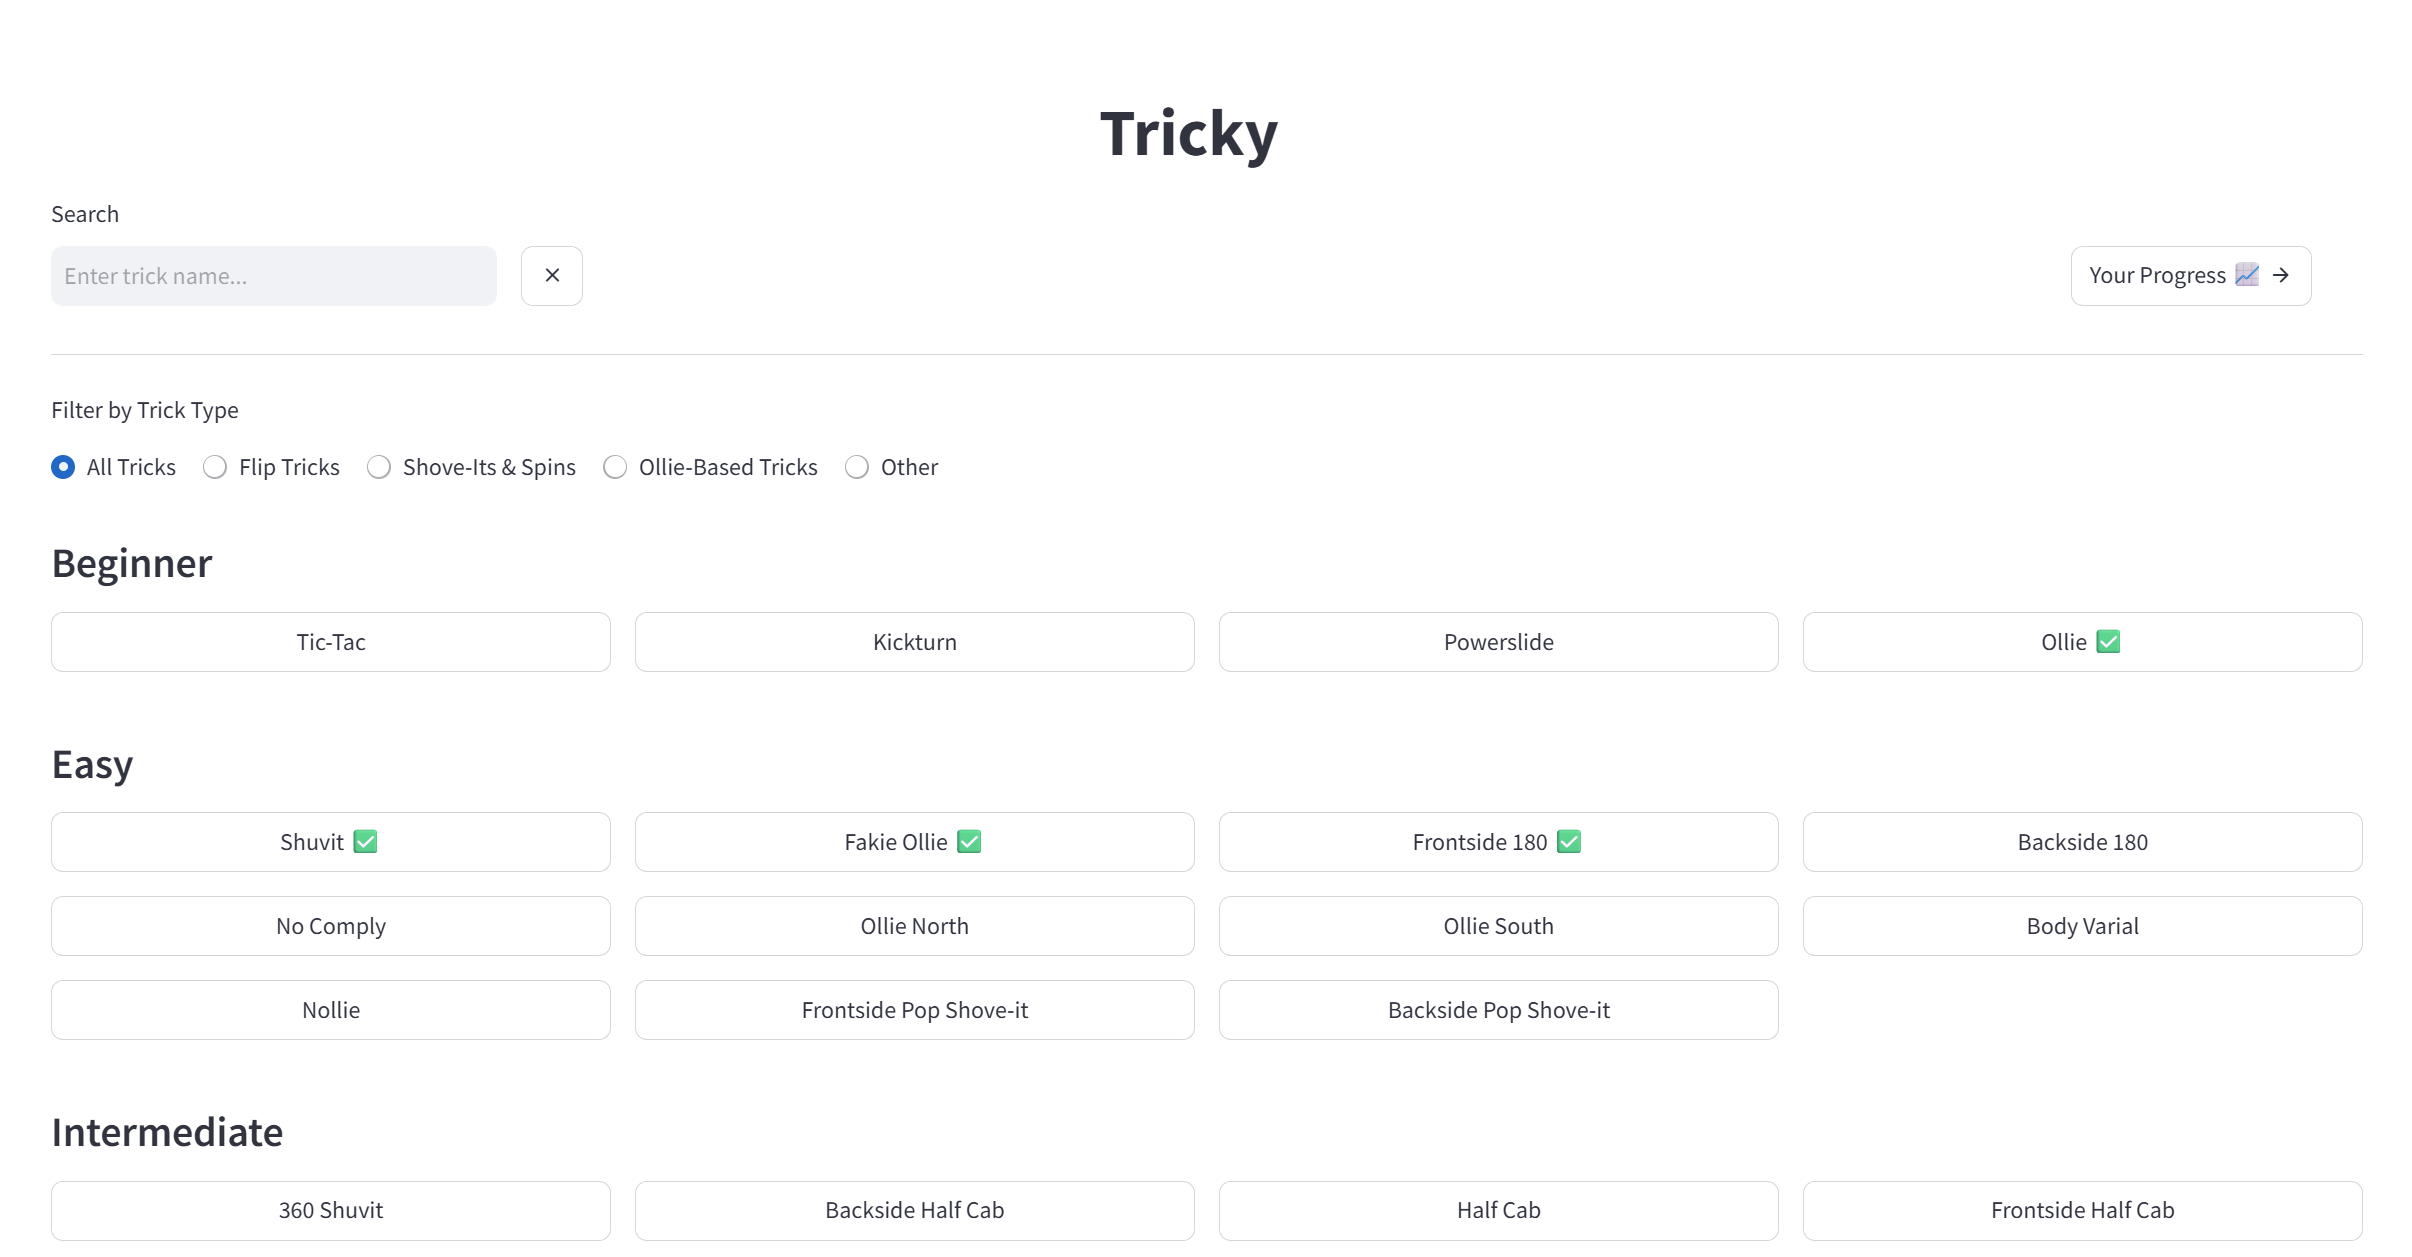 Tricky
Search
Enter trick name...
×
Your Progress 📈 →
Filter by Trick Type
All Tricks Flip Tricks Shove-Its & Spins Ollie-Based Tricks Other
Beginner
Tic-Tac Kickturn Powerslide Ollie ✅
Easy
Shuvit ✅ Fakie Ollie ✅ Frontside 180 ✅ Backside 180
No Comply Ollie North Ollie South Body Varial
Nollie Frontside Pop Shove-it Backside Pop Shove-it
Intermediate
360 Shuvit Backside Half Cab Half Cab Frontside Half Cab